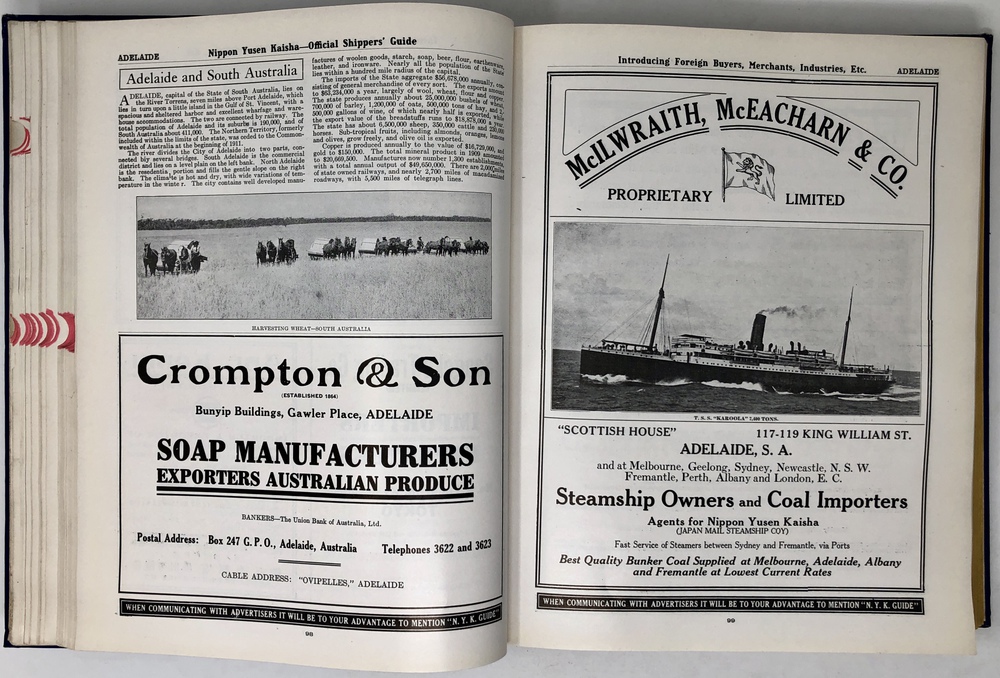 ADELAIDE
Nippon Yusen Kaisha—Official Shippers' Guide
Adelaide and South Australia
ADELAIDE, capital of the State of South Australia, lies on
the River Torrens, seven miles above Port Adelaide, which
lies in turn upon a little island in the Gulf of St. Vincent, with a
spacious and sheltered harbor and excellent wharfage and ware-
house accommodations. The two are connected by railway. The
total population of Adelaide and its suburbs is 190,000, and of
South Australia about 411,000. The Northern Territory, formerly
included within the limits of the state, was ceded to the Common-
wealth of Australia at the beginning of 1911.
The river divides the City of Adelaide into two parts, con-
nected by several bridges. South Adelaide is the commercial
district and lies on a level plain on the left bank. North Adelaide
is the residential portion and fills the gentle slope on the right
bank. The climate is hot and dry, with wide variations of tem-
perature in the winter. The city contains well developed manu-
factures of woolen goods, starch, soap, beer, flour, earthenware,
leather, and ironware. Nearly all the population of the State
lies within a hundred mile radius of the capital.
The imports of the State aggregate $56,678,000 annually, con-
sisting of general merchandise of every sort. The exports amount
to $63,234,000 a year, largely of wool, wheat, flour and copper.
The state produces annually about 25,000,000 bushels of wheat,
700,000 of barley, 1,200,000 of oats, 500,000 tons of hay, and
500,000 gallons of wine, of which nearly half is exported, while
the export value of the breadstuffs runs to $18,878,000 a year.
The state has about 6,500,000 sheep, 350,000 cattle and 250,000
horses. Sub-tropical fruits, including almonds, oranges, lemons
and olives, grow freely, and olive oil is exported.
Copper is produced annually to the value of $16,729,000, and
gold to $150,000. The total mineral product in 1909 amounted
to $20,669,500. Manufactures now number 1,300 establishments,
with a total annual output of $49,650,000. There are 2,000 miles
of state owned railways, and nearly 2,700 miles of macadamized
roadways, with 5,500 miles of telegraph lines.
HARVESTING WHEAT—SOUTH AUSTRALIA
Crompton & Son
(ESTABLISHED 1864)
Bunyip Buildings, Gawler Place, ADELAIDE
SOAP MANUFACTURERS
EXPORTERS AUSTRALIAN PRODUCE
BANKERS—The Union Bank of Australia, Ltd.
Postal Address: Box 247 G. P. O., Adelaide, Australia Telephones 3622 and 3623
CABLE ADDRESS: "OVIPELLES," ADELAIDE
WHEN COMMUNICATING WITH ADVERTISERS IT WILL BE TO YOUR ADVANTAGE TO MENTION "N. Y. K. GUIDE"
98
Introducing Foreign Buyers, Merchants, Industries, Etc.
ADELAIDE
McILWRAITH, McEACHARN & CO.
PROPRIETARY LIMITED
T. S. S. "KAROOLA" 7,400 TONS.
"SCOTTISH HOUSE" 117-119 KING WILLIAM ST.
ADELAIDE, S. A.
and at Melbourne, Geelong, Sydney, Newcastle, N. S. W.
Fremantle, Perth, Albany and London, E. C.
Steamship Owners and Coal Importers
Agents for Nippon Yusen Kaisha
(JAPAN MAIL STEAMSHIP COY)
Fast Service of Steamers between Sydney and Fremantle, via Ports
Best Quality Bunker Coal Supplied at Melbourne, Adelaide, Albany
and Fremantle at Lowest Current Rates
WHEN COMMUNICATING WITH ADVERTISERS IT WILL BE TO YOUR ADVANTAGE TO MENTION "N. Y. K. GUIDE"
99